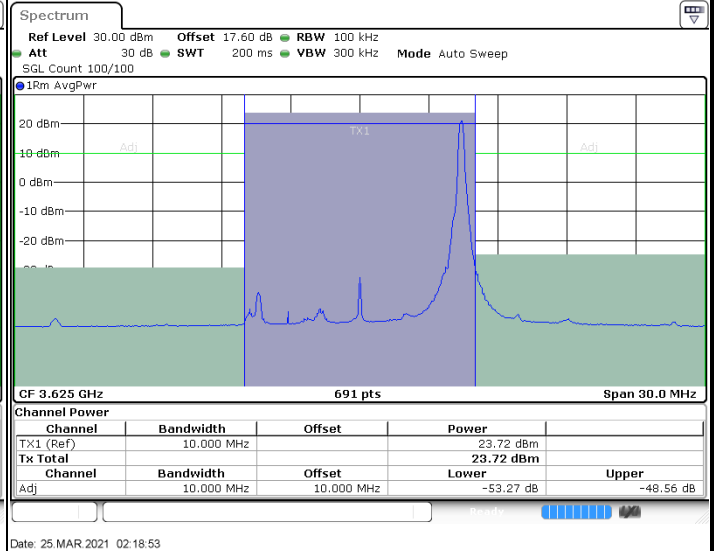 Spectrum
Ref Level 30.00 dBm Offset 17.60 dB RBW 100 kHz
Att 30 dB SWT 200 ms VBW 300 kHz Mode Auto Sweep
SGL Count 100/100
1Rm AvgPwr
20 dBm
TX1
Adj Adj
10 dBm
0 dBm
-10 dBm
-20 dBm
CF 3.625 GHz 691 pts Span 30.0 MHz
Channel Power
Channel Bandwidth Offset Power
TX1 (Ref) 10.000 MHz 23.72 dBm
Tx Total 23.72 dBm
Channel Bandwidth Offset Lower Upper
Adj 10.000 MHz 10.000 MHz -53.27 dB -48.56 dB
Ready
Date: 25.MAR.2021 02:18:53